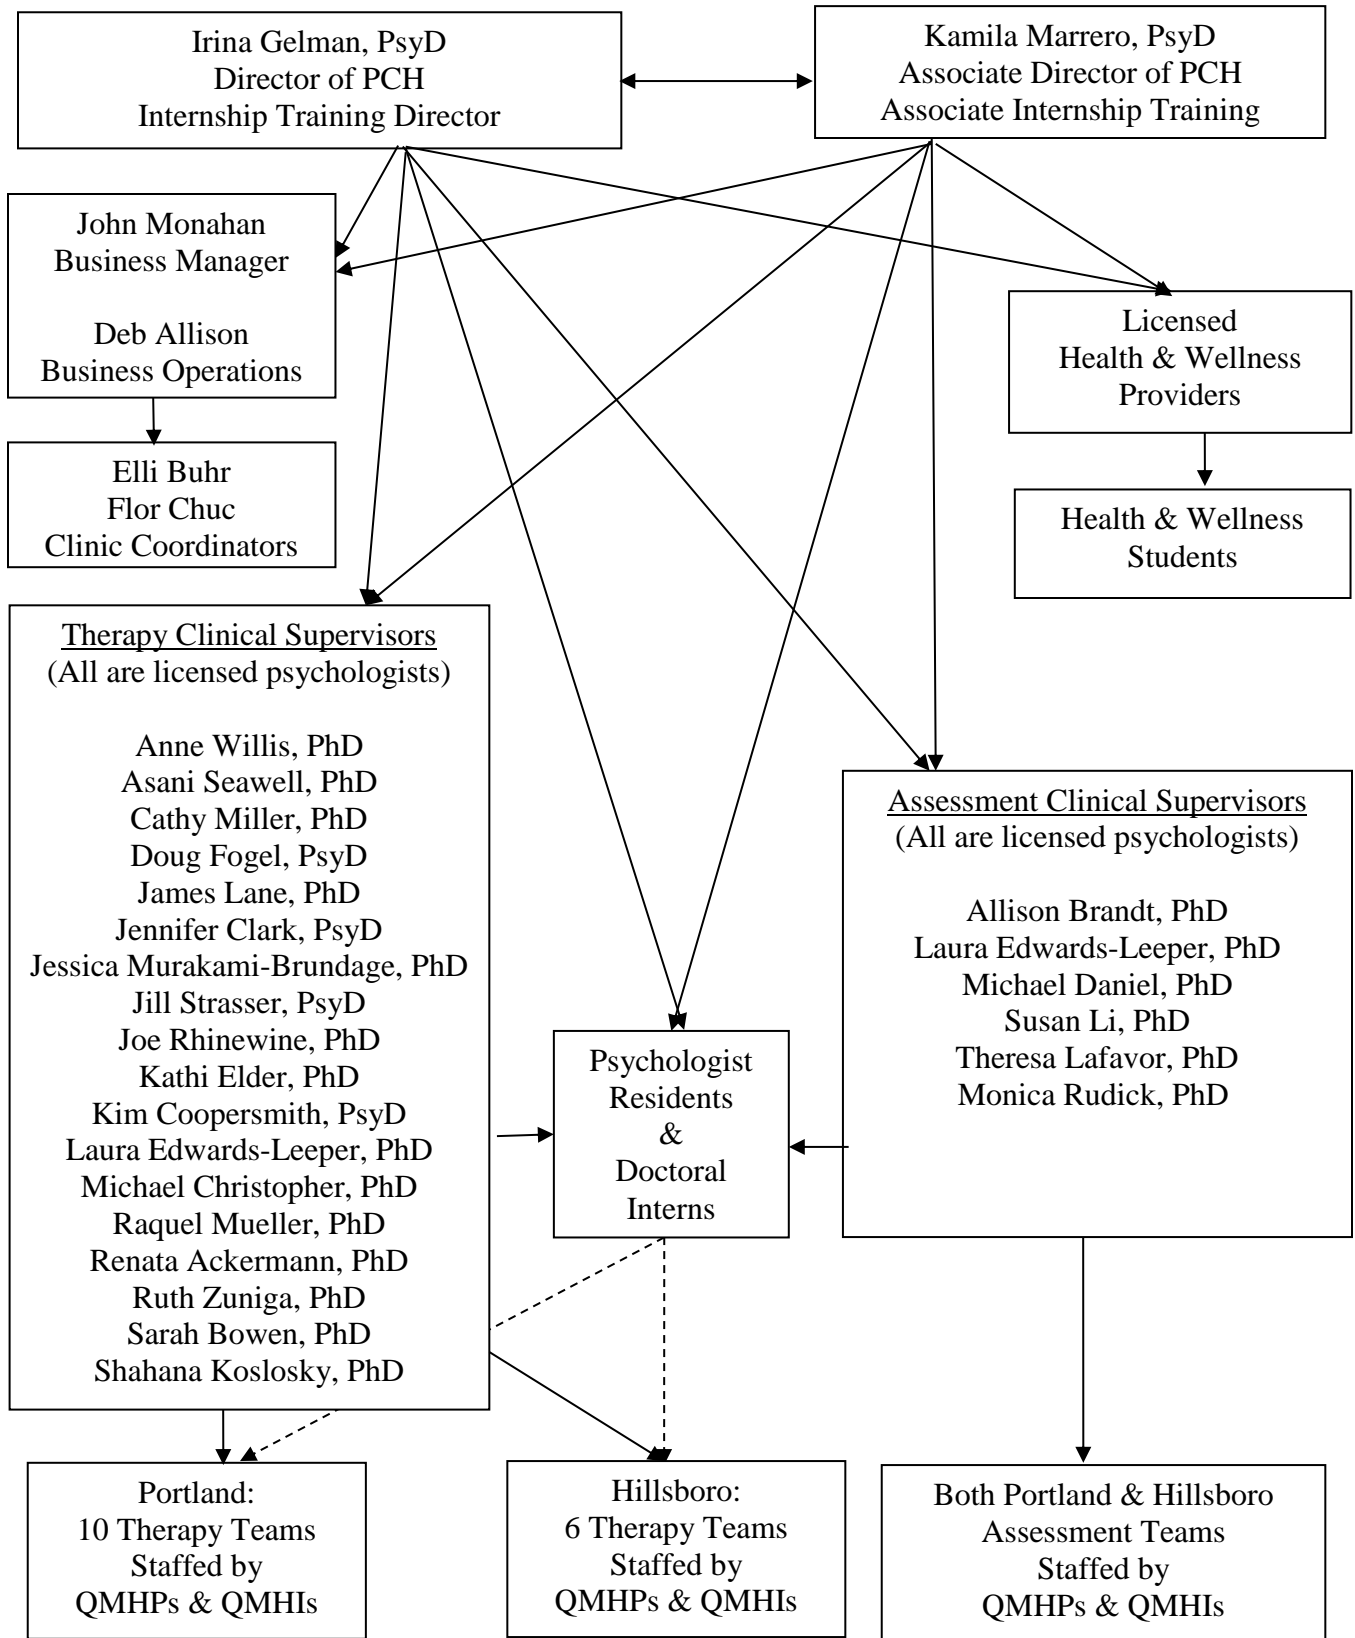 Irina Gelman, PsyD
Director of PCH
Internship Training Director
Kamila Marrero, PsyD
Associate Director of PCH
Associate Internship Training
John Monahan
Business Manager
Deb Allison
Business Operations
Licensed
Health & Wellness
Providers
Elli Buhr
Flor Chuc
Clinic Coordinators
Health & Wellness
Students
Therapy Clinical Supervisors
(All are licensed psychologists)
Anne Willis, PhD
Asani Seawell, PhD
Cathy Miller, PhD
Doug Fogel, PsyD
James Lane, PhD
Jennifer Clark, PsyD
Jessica Murakami-Brundage, PhD
Jill Strasser, PsyD
Joe Rhinewine, PhD
Kathi Elder, PhD
Kim Coopersmith, PsyD
Laura Edwards-Leeper, PhD
Michael Christopher, PhD
Raquel Mueller, PhD
Renata Ackermann, PhD
Ruth Zuniga, PhD
Sarah Bowen, PhD
Shahana Koslosky, PhD
Assessment Clinical Supervisors
(All are licensed psychologists)
Allison Brandt, PhD
Laura Edwards-Leeper, PhD
Michael Daniel, PhD
Susan Li, PhD
Theresa Lafavor, PhD
Monica Rudick, PhD
Psychologist
Residents
&
Doctoral
Interns
Portland:
10 Therapy Teams
Staffed by
QMHPs & QMHIs
Hillsboro:
6 Therapy Teams
Staffed by
QMHPs & QMHIs
Both Portland & Hillsboro
Assessment Teams
Staffed by
QMHPs & QMHIs